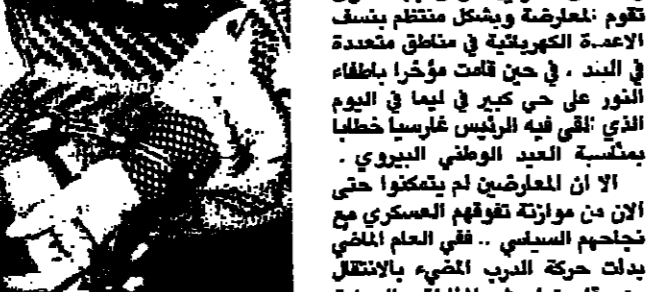 تقوم المعارضة وبشكل منتظم بنسف
الاعمدة الكهربائية في مناطق متعددة
في البلد ، في حين قامت مؤخرا باطفاء
النور على حي كبير في ليما في اليوم
الذي القى فيه الرئيس غارسيا خطابا
بمناسبة العيد الوطني البيروي .
الا ان المعارضين لم يتمكنوا حتى
الان من موازنة تفوقهم العسكري مع
نجاحهم السياسي .. ففي العام الماضي
بدات حركة الدرب المضيء بالانتقال